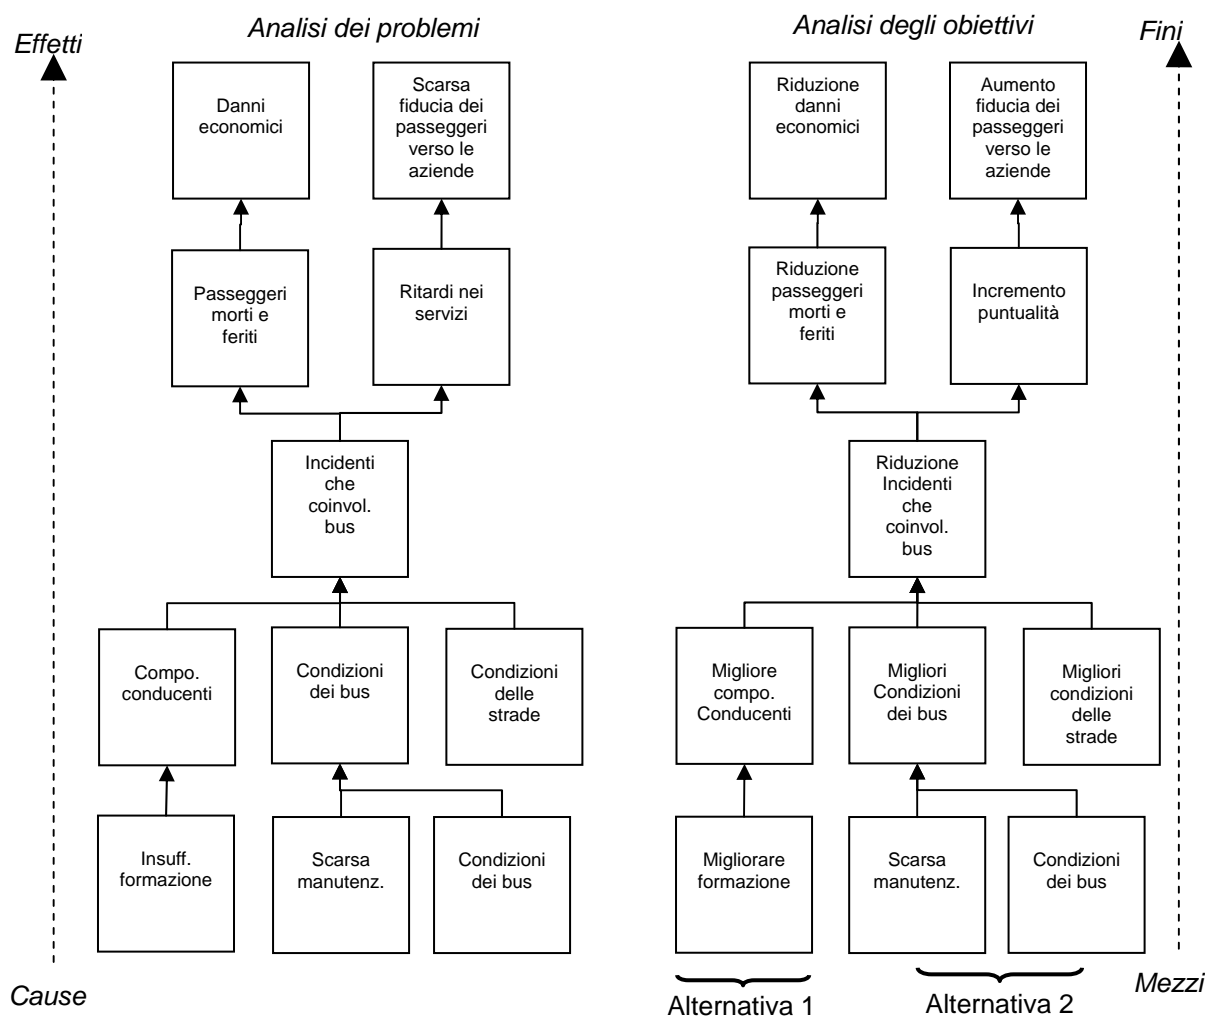 Effetti
Analisi dei problemi
Analisi degli obiettivi
Fini
Danni
economici
Scarsa
fiducia dei
passeggeri
verso le
aziende
Riduzione
danni
economici
Aumento
fiducia dei
passeggeri
verso le
aziende
Passeggeri
morti e
feriti
Ritardi nei
servizi
Riduzione
passeggeri
morti e
feriti
Incremento
puntualità
Incidenti
che
coinvol.
bus
Riduzione
Incidenti
che
coinvol.
bus
Compo.
conducenti
Condizioni
dei bus
Condizioni
delle
strade
Migliore
compo.
Conducenti
Migliori
Condizioni
dei bus
Migliori
condizioni
delle
strade
Insuff.
formazione
Scarsa
manutenz.
Condizioni
dei bus
Migliorare
formazione
Scarsa
manutenz.
Condizioni
dei bus
Cause
Alternativa 1
Alternativa 2
Mezzi